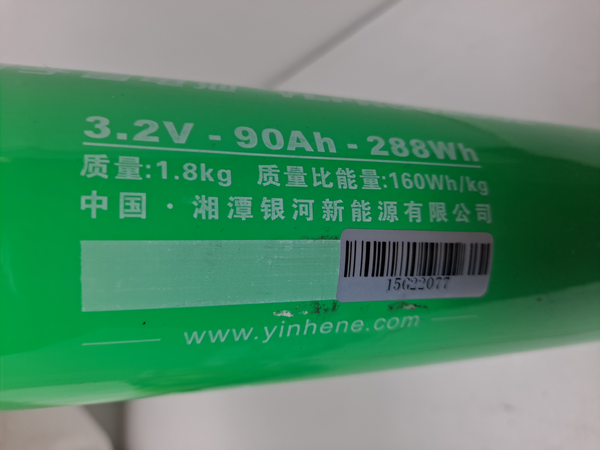 3.2V - 90Ah - 288Wh
质量:1.8kg 质量比能量:160Wh/kg
中国·湘潭银河新能源有限公司
15G22077
www.yinhene.com